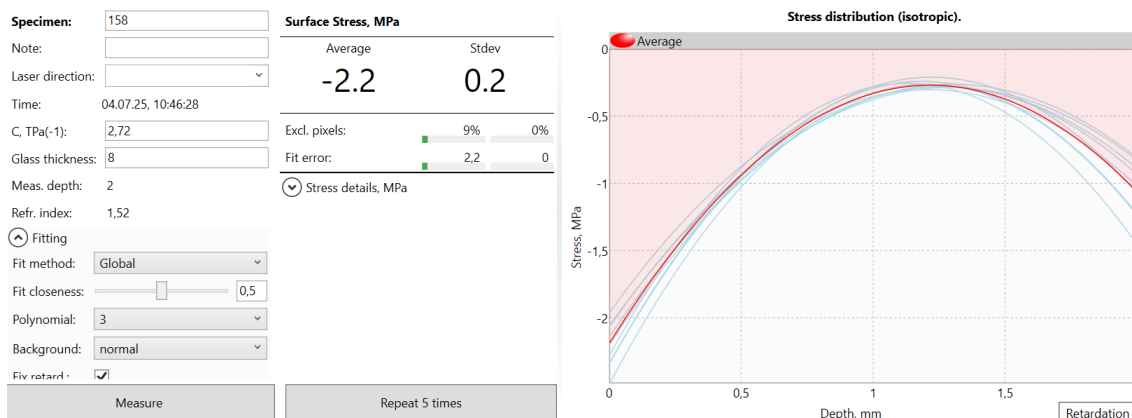 Specimen: 158
Note:
Laser direction:
Time: 04.07.25, 10:46:28
C, TPa(-1): 2,72
Glass thickness: 8
Meas. depth: 2
Refr. index: 1,52
Fitting
Fit method: Global
Fit closeness: 0,5
Polynomial: 3
Background: normal
Fix retard.:
Measure
Surface Stress, MPa
Average Stdev
-2.2 0.2
Excl. pixels: 9% 0%
Fit error: 2,2 0
Stress details, MPa
Repeat 5 times
Stress distribution (isotropic).
Average
0
-0,5
-1
-1,5
-2
Stress, MPa
0 0,5 1 1,5
Depth, mm
Retardation